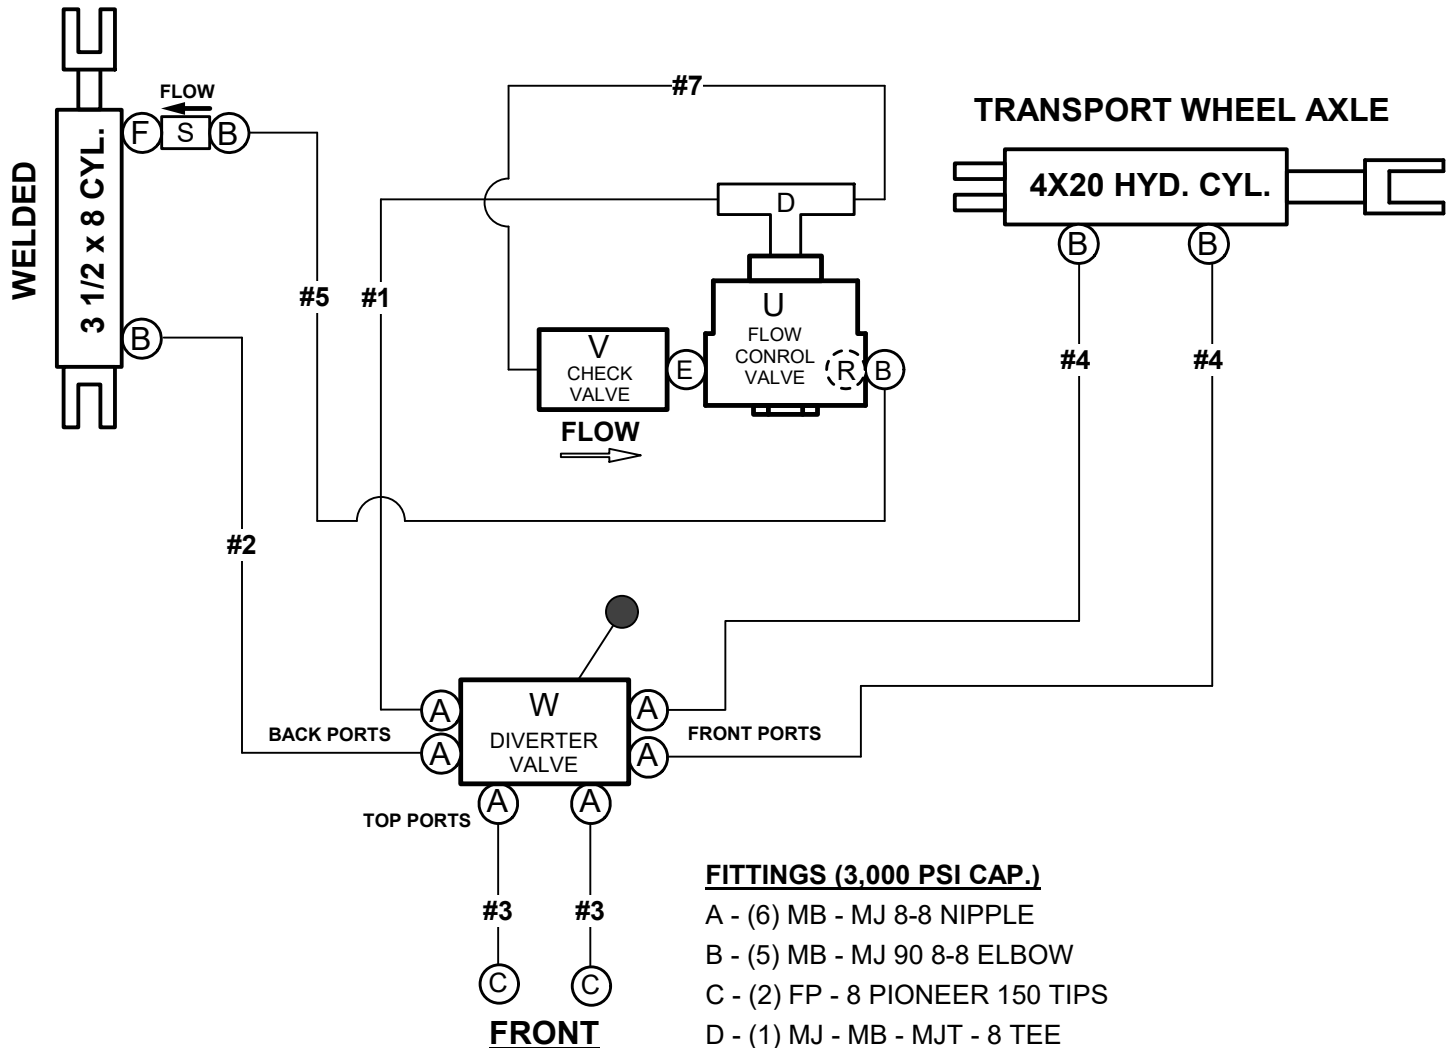 #7
FLOW
TRANSPORT WHEEL AXLE
F S B
WELDED
3 1/2 x 8 CYL.
4X20 HYD. CYL.
D
B B
#5 #1
U
FLOW
CONROL
VALVE
V
CHECK
VALVE
E
R B
B
#4 #4
FLOW
#2
W
DIVERTER
VALVE
A A
A A
BACK PORTS
FRONT PORTS
A A
TOP PORTS
#3 #3
C C
FRONT
FITTINGS (3,000 PSI CAP.)
A - (6) MB - MJ 8-8 NIPPLE
B - (5) MB - MJ 90 8-8 ELBOW
C - (2) FP - 8 PIONEER 150 TIPS
D - (1) MJ - MB - MJT - 8 TEE